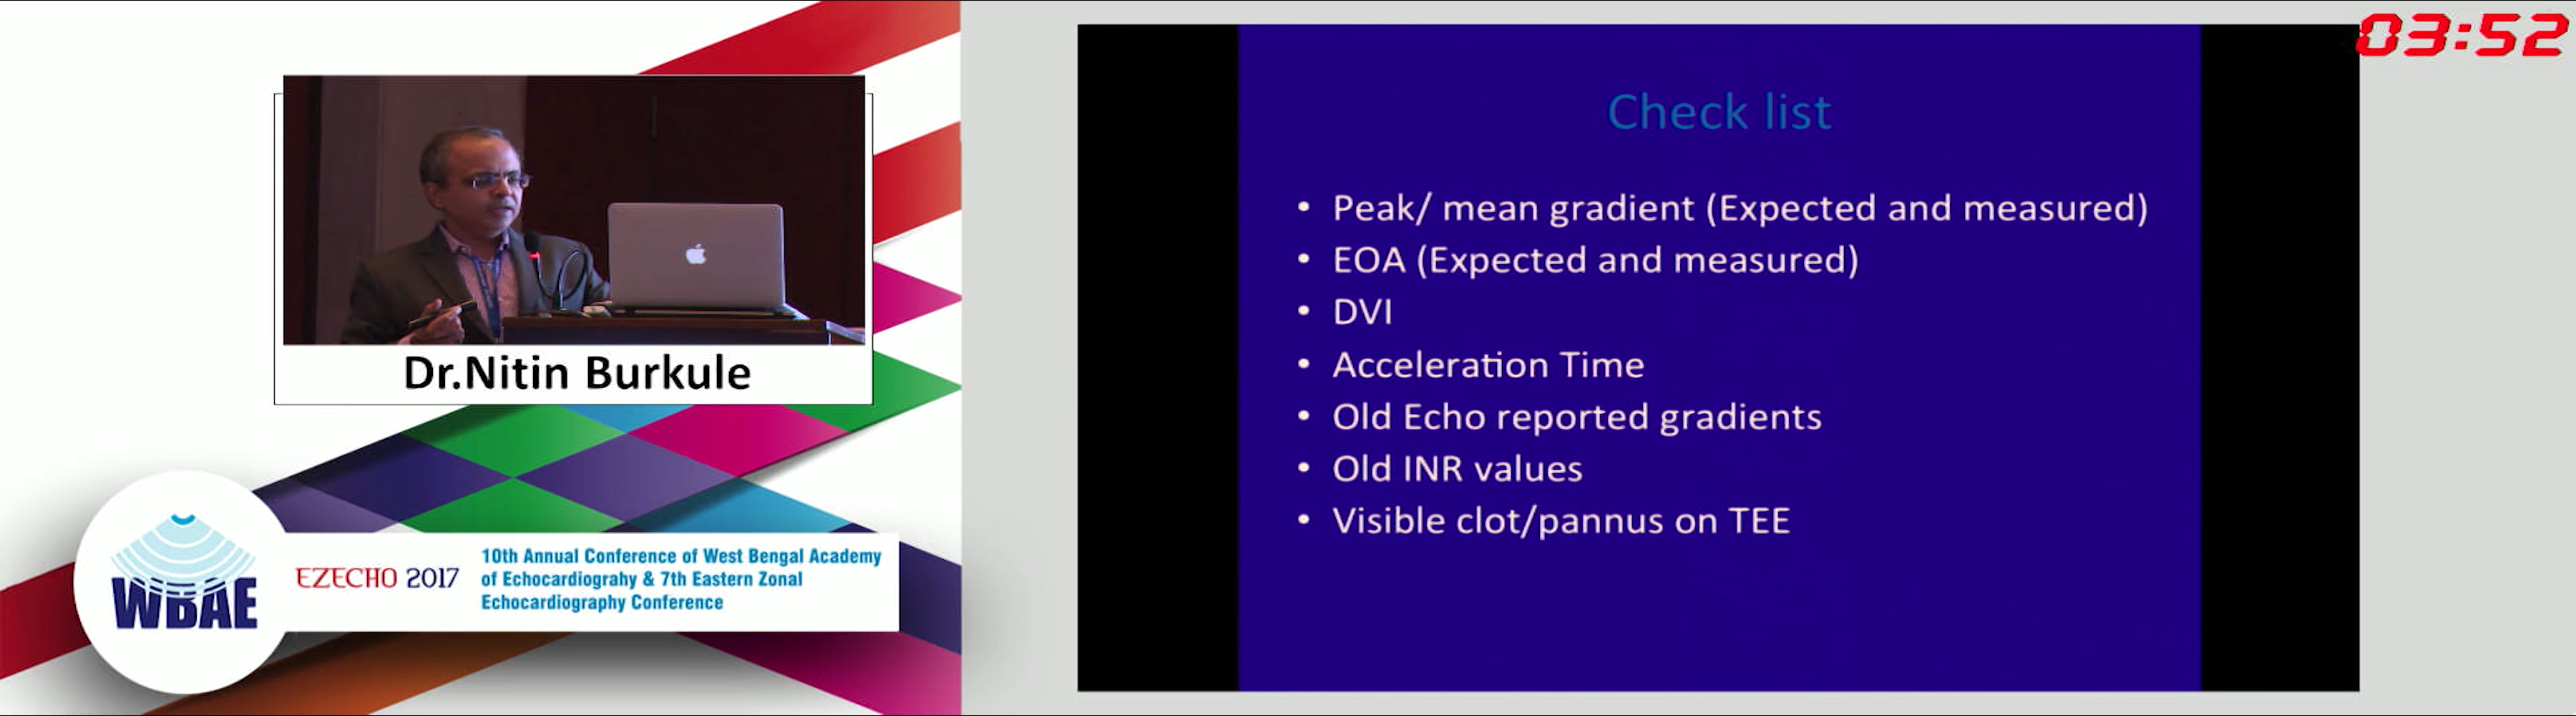 Dr.Nitin Burkule
WBAE
EZECHO 2017
10th Annual Conference of West Bengal Academy
of Echocardiograhy & 7th Eastern Zonal
Echocardiography Conference
03:52
Check list
• Peak/ mean gradient (Expected and measured)
• EOA (Expected and measured)
• DVI
• Acceleration Time
• Old Echo reported gradients
• Old INR values
• Visible clot/pannus on TEE